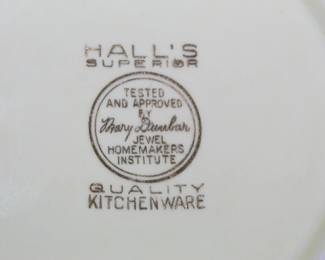 HALL'S
SUPERIOR
TESTED
AND APPROVED
BY
Mary Dunbar
JEWEL
HOMEMAKERS
INSTITUTE
QUALITY
KITCHENWARE